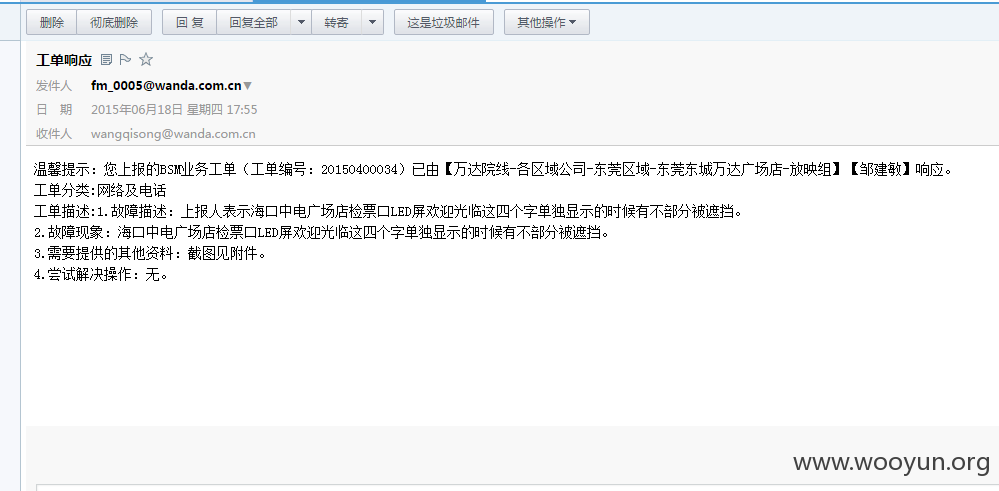 删除 彻底删除 回 复 回复全部 转寄 这是垃圾邮件 其他操作
工单响应
发件人 fm_0005@wanda.com.cn
日 期 2015年06月18日 星期四 17:55
收件人 wangqisong@wanda.com.cn
温馨提示：您上报的BSM业务工单（工单编号：20150400034）已由【万达院线-各区域公司-东莞区域-东莞东城万达广场店-放映组】【邹建敏】响应。
工单分类:网络及电话
工单描述:1.故障描述：上报人表示海口中电广场店检票口LED屏欢迎光临这四个字单独显示的时候有不部分被遮挡。
2.故障现象：海口中电广场店检票口LED屏欢迎光临这四个字单独显示的时候有不部分被遮挡。
3.需要提供的其他资料：截图见附件。
4.尝试解决操作：无。
www.wooyun.org